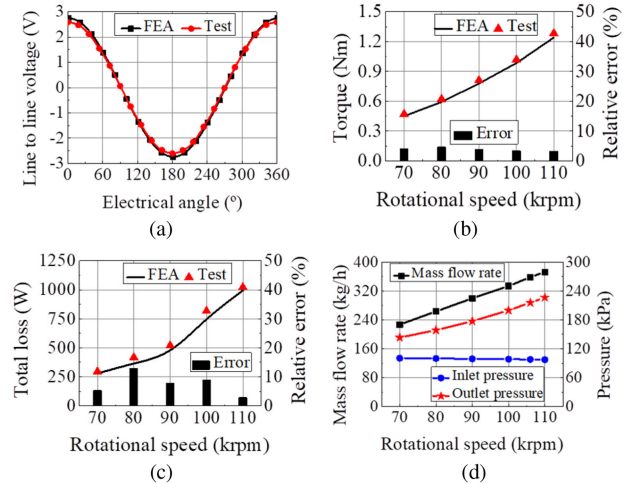 Line to line voltage (V)
3
2
1
0
-1
-2
-3
FEA
Test
0 60 120 180 240 300 360
Electrical angle (º)
(a)
Torque (Nm)
1.5
1.2
0.9
0.6
0.3
0.0
FEA
Test
Error
50
40
30
20
10
0
Relative error (%)
70 80 90 100 110
Rotational speed (krpm)
(b)
Total loss (W)
1250
1000
750
500
250
0
FEA
Test
Error
50
40
30
20
10
0
Relative error (%)
70 80 90 100 110
Rotational speed (krpm)
(c)
Mass flow rate (kg/h)
400
320
240
160
80
0
Mass flow rate
Inlet pressure
Outlet pressure
300
240
180
120
60
0
Pressure (kPa)
70 80 90 100 110
Rotational speed (krpm)
(d)